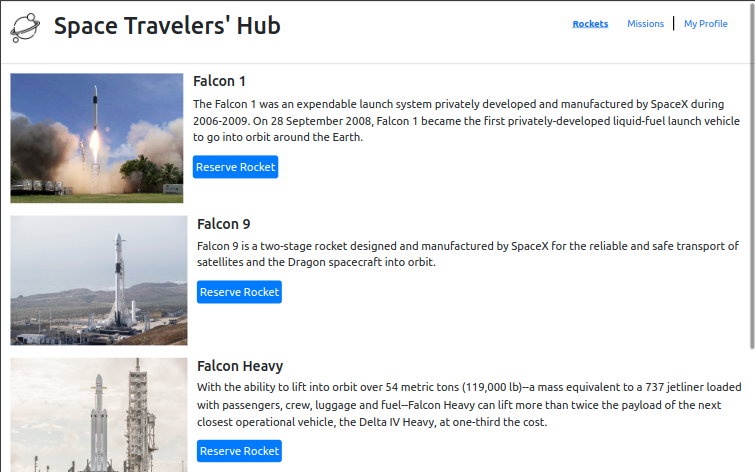 Space Travelers' Hub
Rockets Missions My Profile
Falcon 1
The Falcon 1 was an expendable launch system privately developed and manufactured by SpaceX during
2006-2009. On 28 September 2008, Falcon 1 became the first privately-developed liquid-fuel launch vehicle
to go into orbit around the Earth.
Reserve Rocket
Falcon 9
Falcon 9 is a two-stage rocket designed and manufactured by SpaceX for the reliable and safe transport of
satellites and the Dragon spacecraft into orbit.
Reserve Rocket
Falcon Heavy
With the ability to lift into orbit over 54 metric tons (119,000 lb)--a mass equivalent to a 737 jetliner loaded
with passengers, crew, luggage and fuel--Falcon Heavy can lift more than twice the payload of the next
closest operational vehicle, the Delta IV Heavy, at one-third the cost.
Reserve Rocket